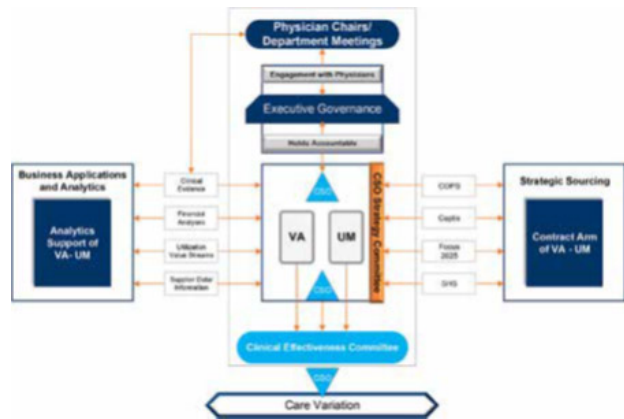 Physician Chairs/
Department Meetings
Engagement with Physicians
Executive Governance
Holds Accountable
Business Applications
and Analytics
Analytics
Support of
VA- UM
Clinical
Evidence
Financial
Analysis
Utilization
Value Streams
Supplier Data/
Information
CSO
VA
UM
CSO
CSO Strategy Committee
COPS
Focus
2025
Strategic Sourcing
Contract Arm
of VA - UM
Clinical Effectiveness Committee
CSO
Care Variation